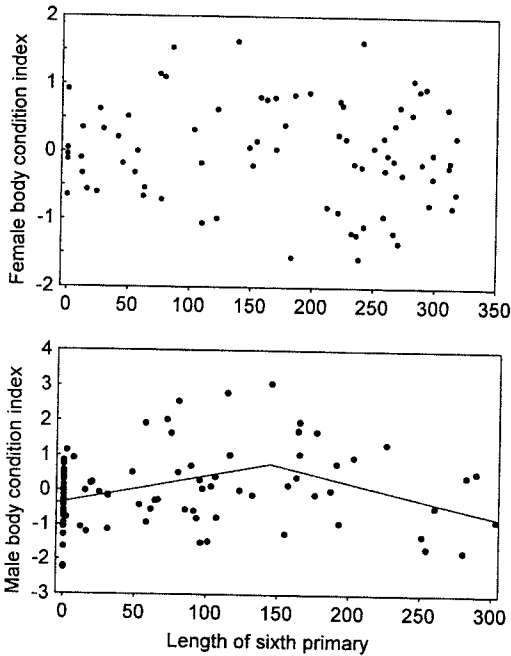 Female body condition index
2
1
0
-1
-2
0 50 100 150 200 250 300 350
Male body condition index
4
3
2
1
0
-1
-2
-3
0 50 100 150 200 250 300
Length of sixth primary